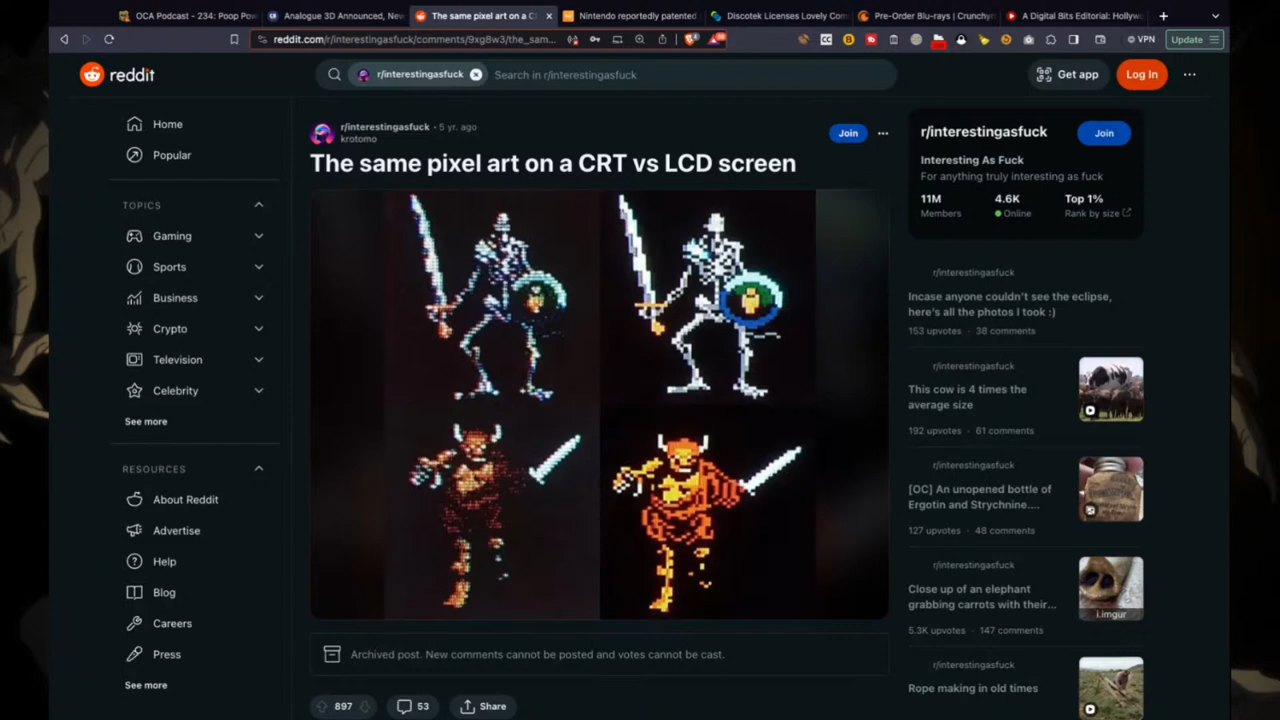 OCA Podcast - 234: Poop Pow
Analogue 3D Announced, New
The same pixel art on a C
Nintendo reportedly patented
Discotek Licenses Lovely Com
Pre-Order Blu-rays | Crunchyr
A Digital Bits Editorial: Hollyw
reddit.com/r/interestingasfuck/comments/9xg8w3/the_sam...
VPN
Update
reddit
r/interestingasfuck
Search in r/interestingasfuck
Get app
Log In
Home
Popular
TOPICS
Gaming
Sports
Business
Crypto
Television
Celebrity
See more
RESOURCES
About Reddit
Advertise
Help
Blog
Careers
Press
See more
r/interestingasfuck • 5 yr. ago
krotomo
Join
The same pixel art on a CRT vs LCD screen
Archived post. New comments cannot be posted and votes cannot be cast.
897
53
Share
r/interestingasfuck
Join
Interesting As Fuck
For anything truly interesting as fuck
11M
4.6K
Top 1%
Members
Online
Rank by size
r/interestingasfuck
Incase anyone couldn't see the eclipse,
here's all the photos I took :)
153 upvotes • 38 comments
r/interestingasfuck
This cow is 4 times the
average size
192 upvotes • 61 comments
r/interestingasfuck
[OC] An unopened bottle of
Ergotin and Strychnine....
127 upvotes • 48 comments
r/interestingasfuck
Close up of an elephant
grabbing carrots with their...
i.imgur
5.3K upvotes • 147 comments
r/interestingasfuck
Rope making in old times